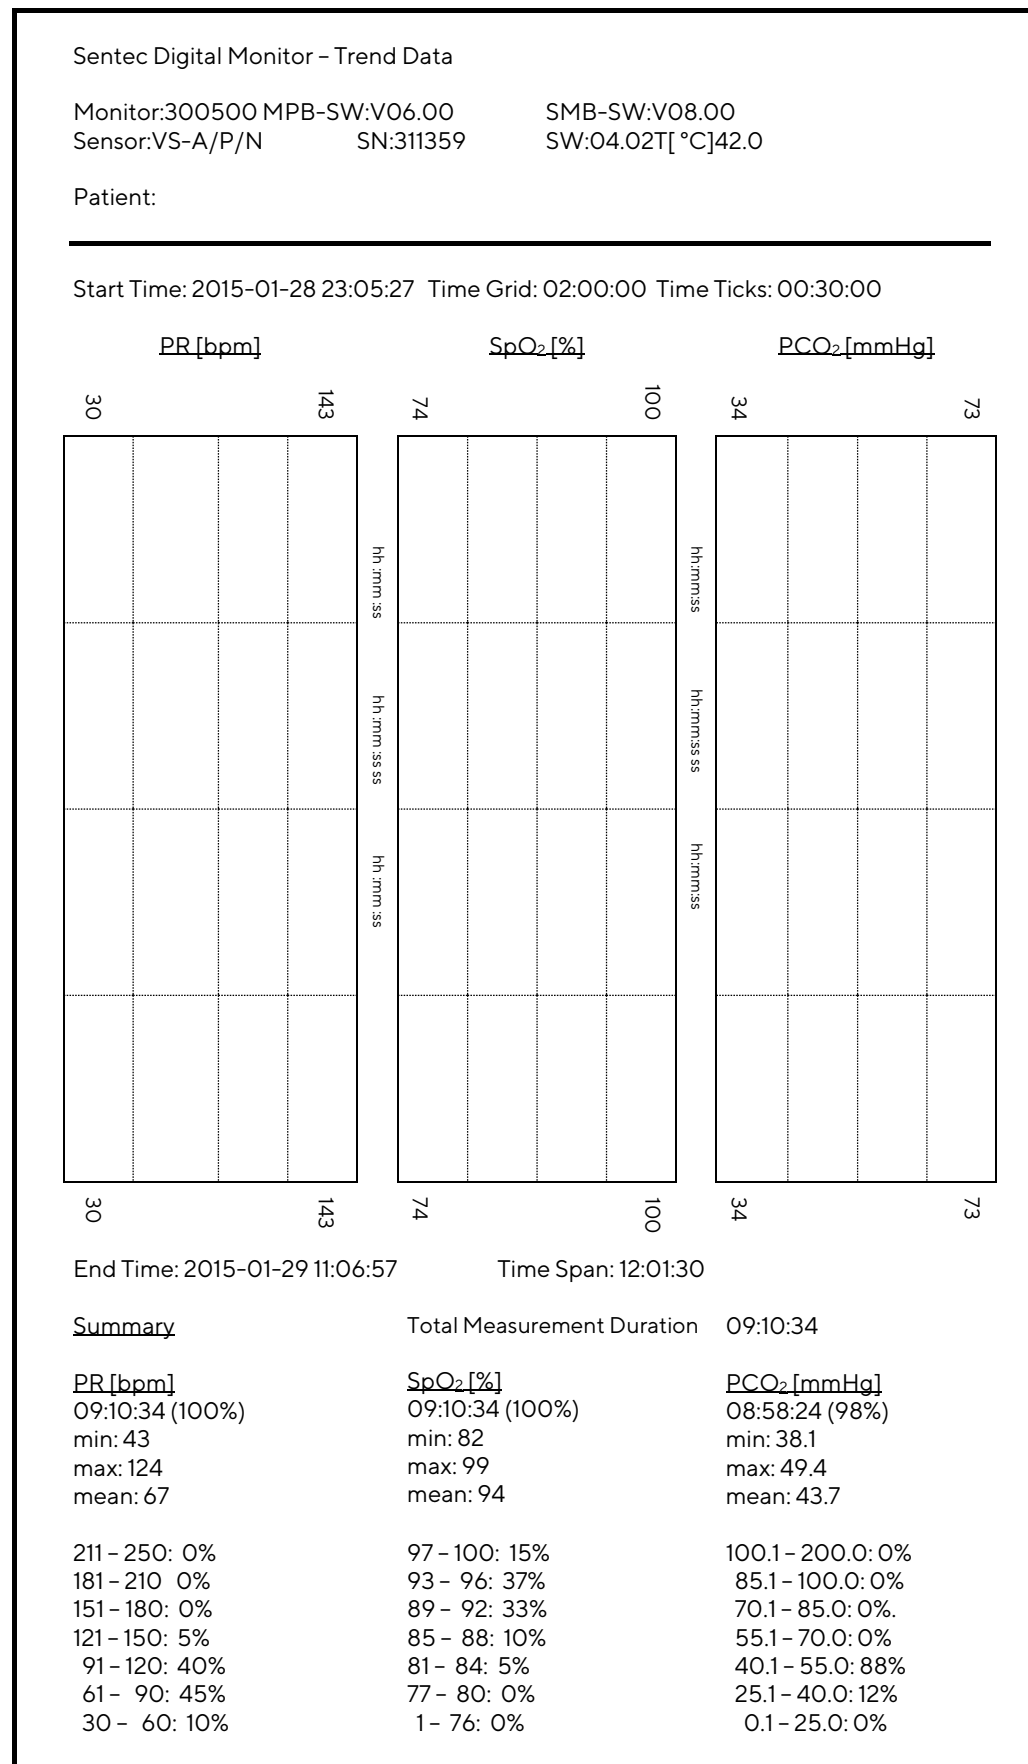 Sentec Digital Monitor – Trend Data
Monitor:300500 MPB-SW:V06.00 SMB-SW:V08.00
Sensor:VS-A/P/N SN:311359 SW:04.02T[ °C]42.0
Patient:
Start Time: 2015-01-28 23:05:27 Time Grid: 02:00:00 Time Ticks: 00:30:00
PR [bpm] SpO₂ [%] PCO₂ [mmHg]
30 143 74 100 34 73
hh :mm :ss hh:mm:ss
hh :mm :ss ss hh:mm:ss ss
hh :mm :ss hh:mm:ss
30 143 74 100 34 73
End Time: 2015-01-29 11:06:57 Time Span: 12:01:30
Summary Total Measurement Duration 09:10:34
PR [bpm] SpO₂ [%] PCO₂ [mmHg]
09:10:34 (100%) 09:10:34 (100%) 08:58:24 (98%)
min: 43 min: 82 min: 38.1
max: 124 max: 99 max: 49.4
mean: 67 mean: 94 mean: 43.7
211 – 250: 0% 97 – 100: 15% 100.1 – 200.0: 0%
181 – 210 0% 93 – 96: 37% 85.1 – 100.0: 0%
151 – 180: 0% 89 – 92: 33% 70.1 – 85.0: 0%.
121 – 150: 5% 85 – 88: 10% 55.1 – 70.0: 0%
91 – 120: 40% 81 – 84: 5% 40.1 – 55.0: 88%
61 – 90: 45% 77 – 80: 0% 25.1 – 40.0: 12%
30 – 60: 10% 1 – 76: 0% 0.1 – 25.0: 0%